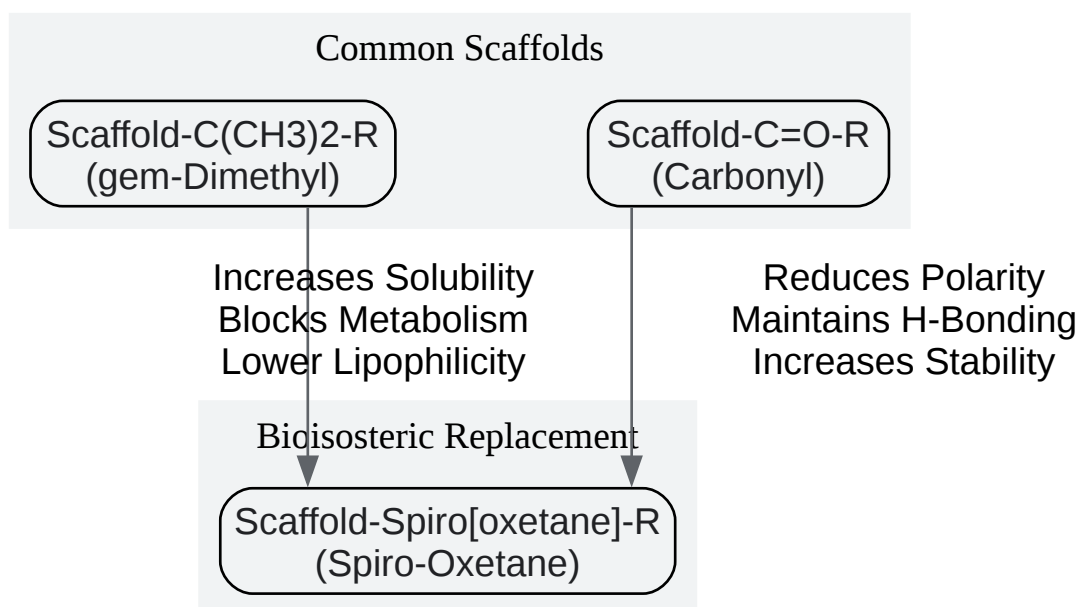 Common Scaffolds
Scaffold-C(CH3)2-R
(gem-Dimethyl)
Scaffold-C=O-R
(Carbonyl)
Increases Solubility
Blocks Metabolism
Lower Lipophilicity
Reduces Polarity
Maintains H-Bonding
Increases Stability
Bioisosteric Replacement
Scaffold-Spiro[oxetane]-R
(Spiro-Oxetane)